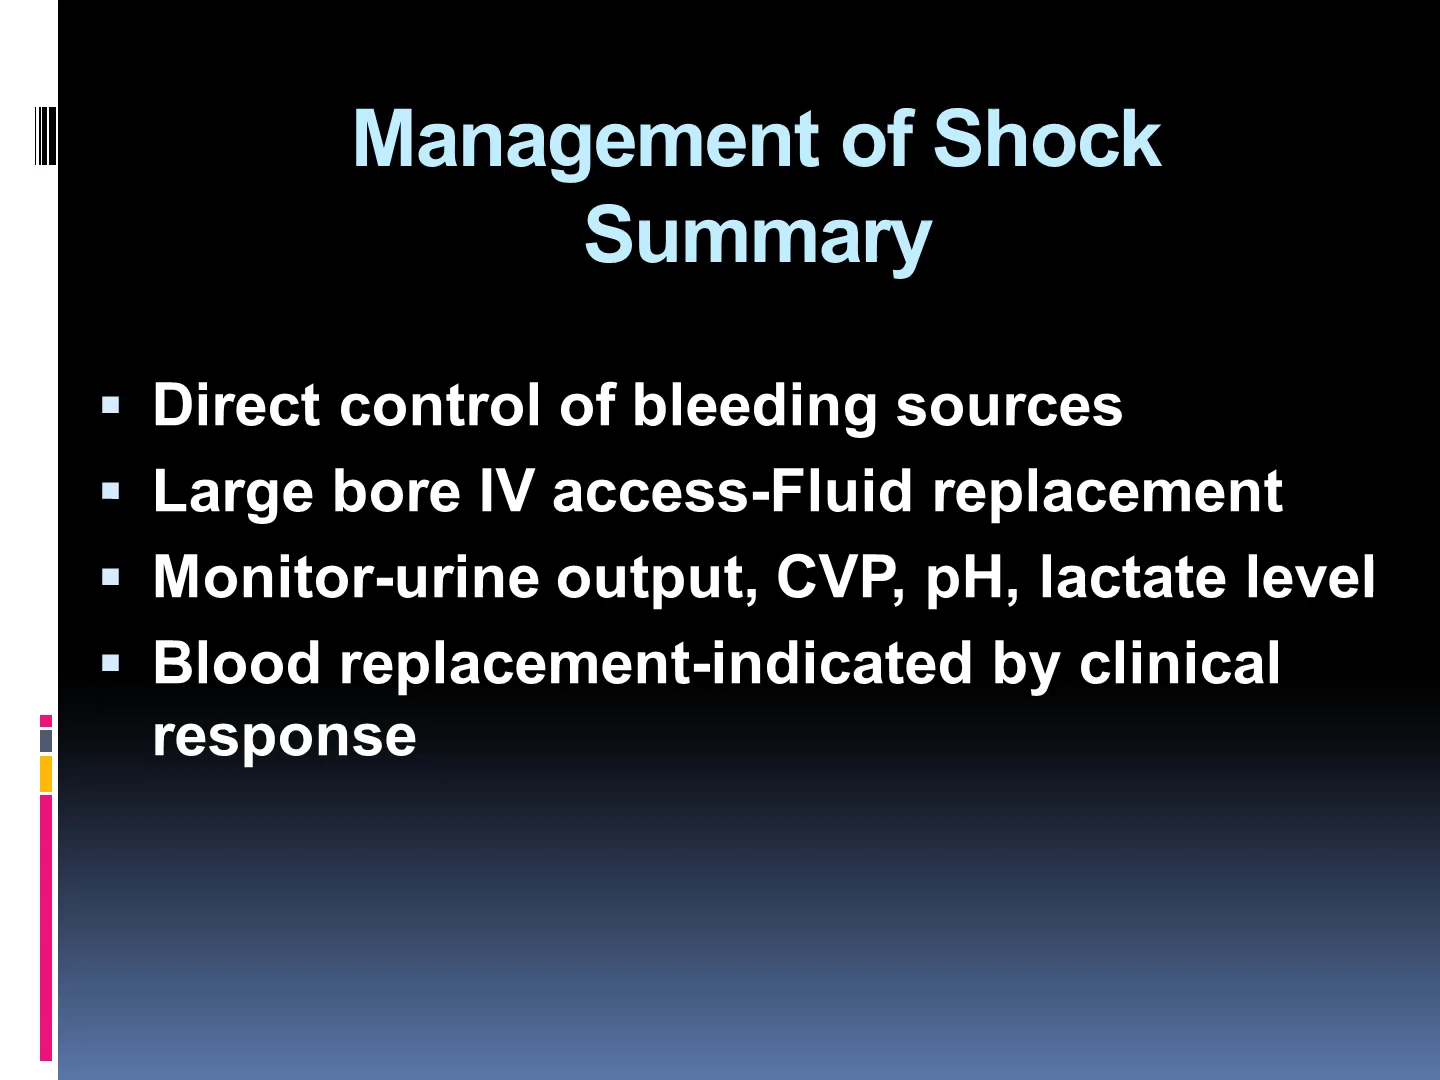 Management of Shock
Summary
▪ Direct control of bleeding sources
▪ Large bore IV access-Fluid replacement
▪ Monitor-urine output, CVP, pH, lactate level
▪ Blood replacement-indicated by clinical
response